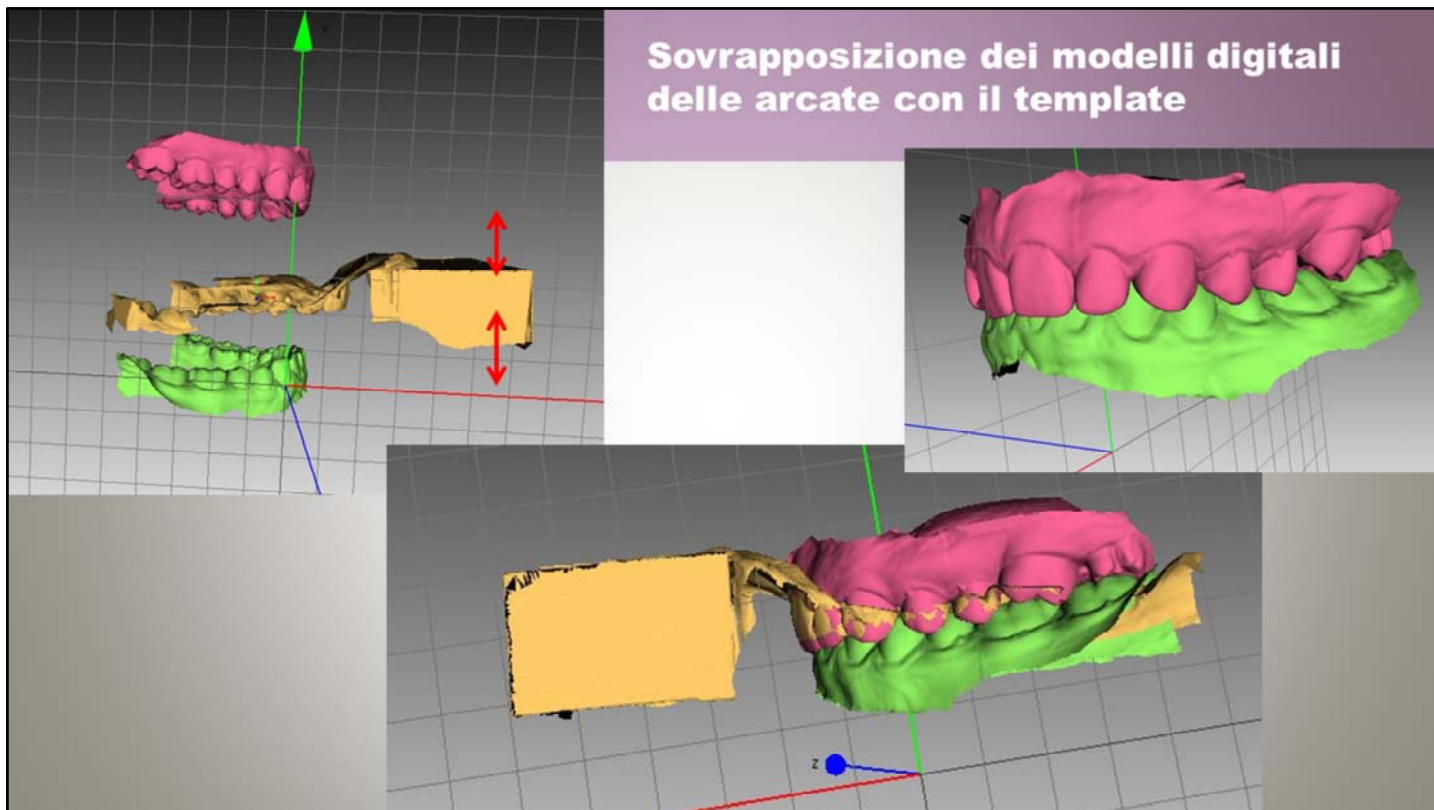 Sovrapposizione dei modelli digitali
delle arcate con il template
z